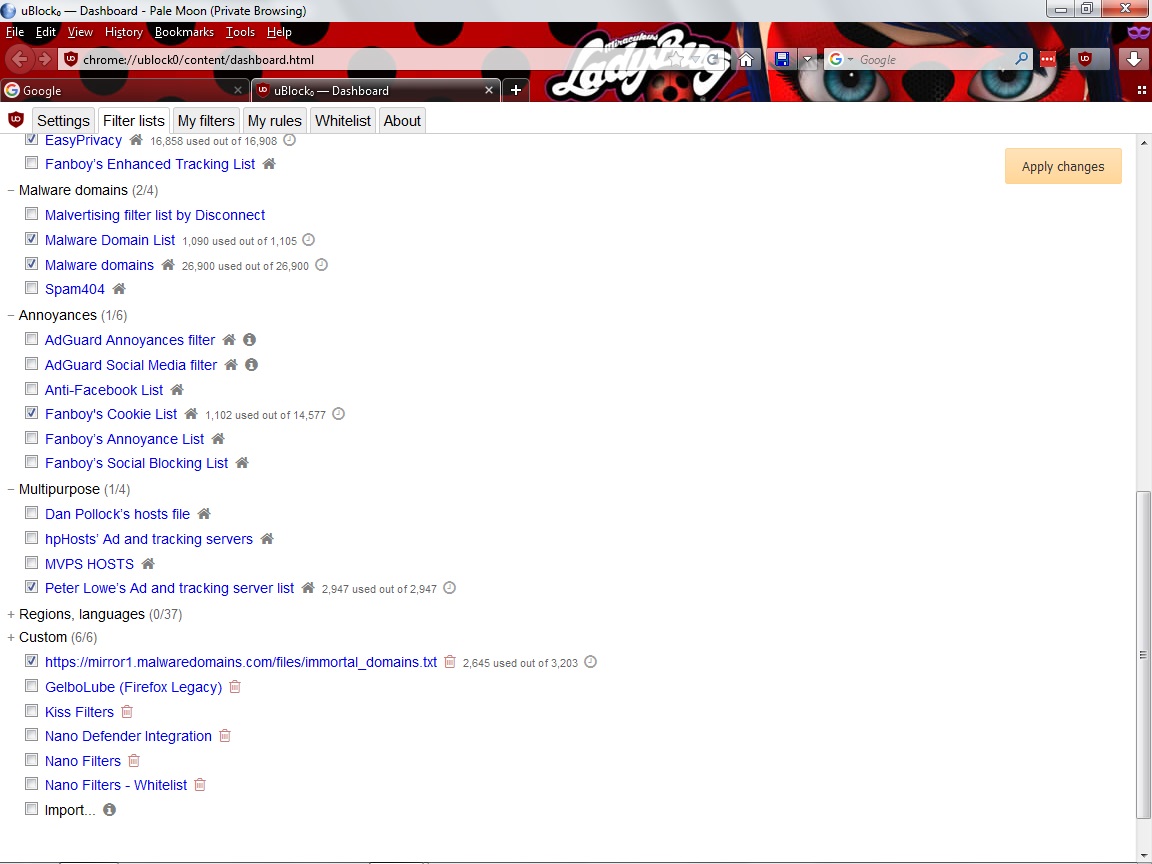 uBlock₀ — Dashboard - Pale Moon (Private Browsing)
File Edit View History Bookmarks Tools Help
Miraculous
LadyBug
chrome://ublock0/content/dashboard.html
Google
Google
uBlock₀ — Dashboard
Settings Filter lists My filters My rules Whitelist About
EasyPrivacy 16,858 used out of 16,908
Fanboy’s Enhanced Tracking List
Apply changes
− Malware domains (2/4)
Malvertising filter list by Disconnect
Malware Domain List 1,090 used out of 1,105
Malware domains 26,900 used out of 26,900
Spam404
− Annoyances (1/6)
AdGuard Annoyances filter
AdGuard Social Media filter
Anti-Facebook List
Fanboy's Cookie List 1,102 used out of 14,577
Fanboy’s Annoyance List
Fanboy’s Social Blocking List
− Multipurpose (1/4)
Dan Pollock’s hosts file
hpHosts’ Ad and tracking servers
MVPS HOSTS
Peter Lowe’s Ad and tracking server list 2,947 used out of 2,947
+ Regions, languages (0/37)
+ Custom (6/6)
https://mirror1.malwaredomains.com/files/immortal_domains.txt 2,645 used out of 3,203
GelboLube (Firefox Legacy)
Kiss Filters
Nano Defender Integration
Nano Filters
Nano Filters - Whitelist
Import...